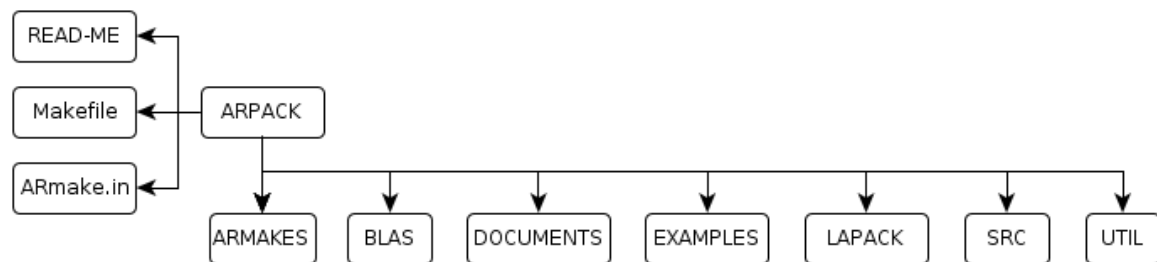 READ-ME
Makefile
ARPACK
ARmake.in
ARMAKES
BLAS
DOCUMENTS
EXAMPLES
LAPACK
SRC
UTIL